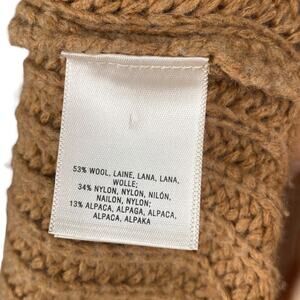 53% WOOL, LAINE, LANA, LANA,
WOLLE;
34% NYLON, NYLON, NILÓN,
NAILON, NYLON;
13% ALPACA, ALPAGA, ALPACA,
ALPACA, ALPAKA